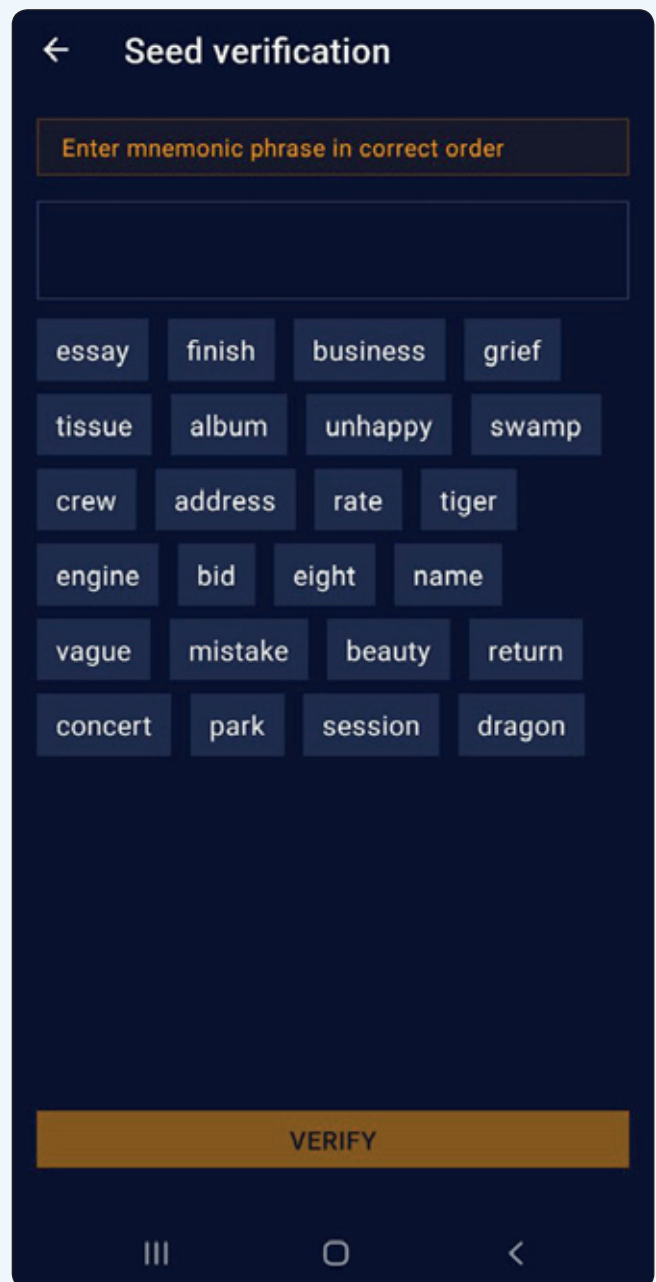 Seed verification
Enter mnemonic phrase in correct order
essay finish business grief
tissue album unhappy swamp
crew address rate tiger
engine bid eight name
vague mistake beauty return
concert park session dragon
VERIFY